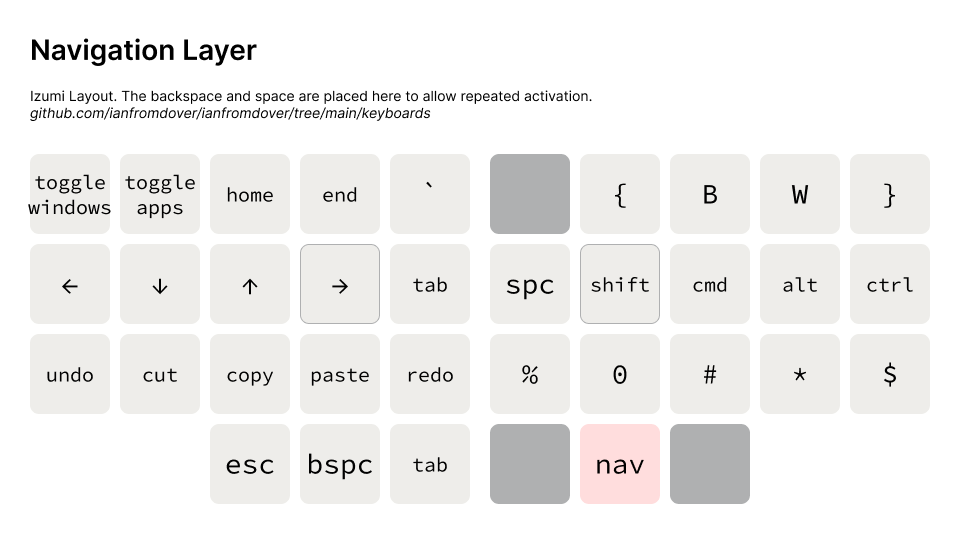 Navigation Layer
Izumi Layout. The backspace and space are placed here to allow repeated activation.
github.com/ianfromdover/ianfromdover/tree/main/keyboards
toggle windows toggle apps home end ` { B W }
← ↓ ↑ → tab spc shift cmd alt ctrl
undo cut copy paste redo % 0 # * $
esc bspc tab nav